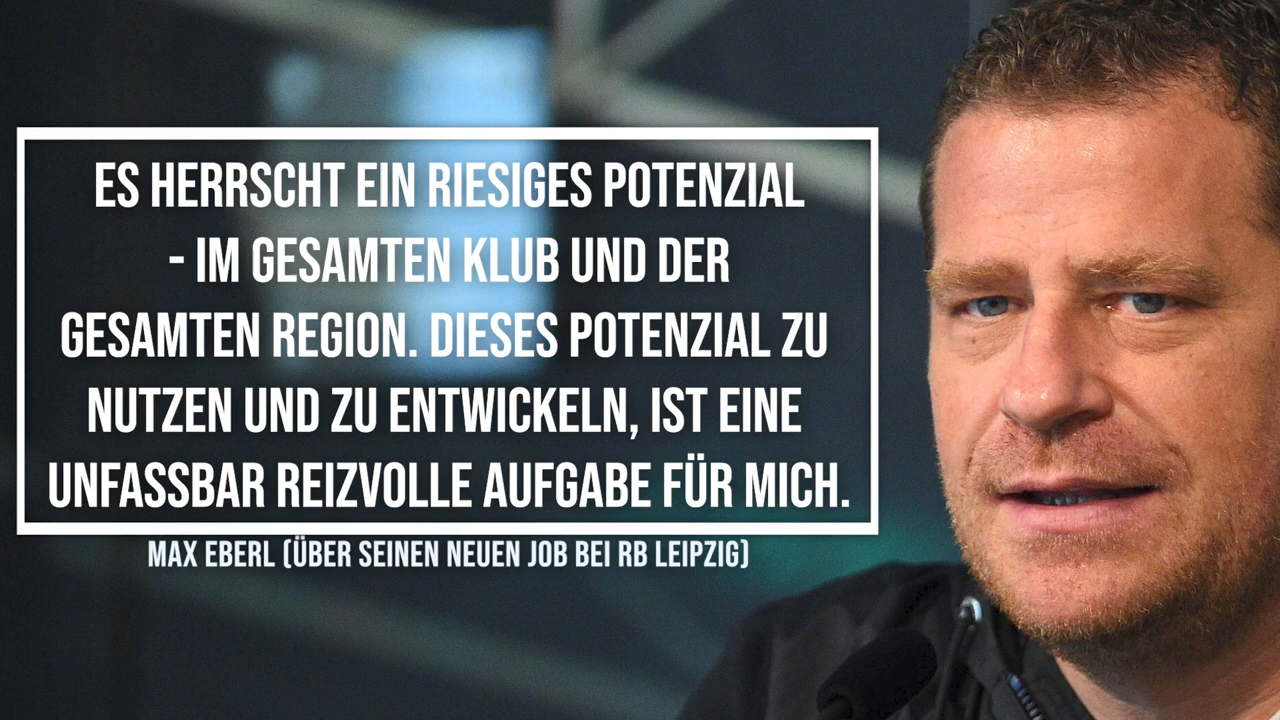 ES HERRSCHT EIN RIESIGES POTENZIAL
- IM GESAMTEN KLUB UND DER
GESAMTEN REGION. DIESES POTENZIAL ZU
NUTZEN UND ZU ENTWICKELN, IST EINE
UNFASSBAR REIZVOLLE AUFGABE FÜR MICH.
MAX EBERL (ÜBER SEINEN NEUEN JOB BEI RB LEIPZIG)